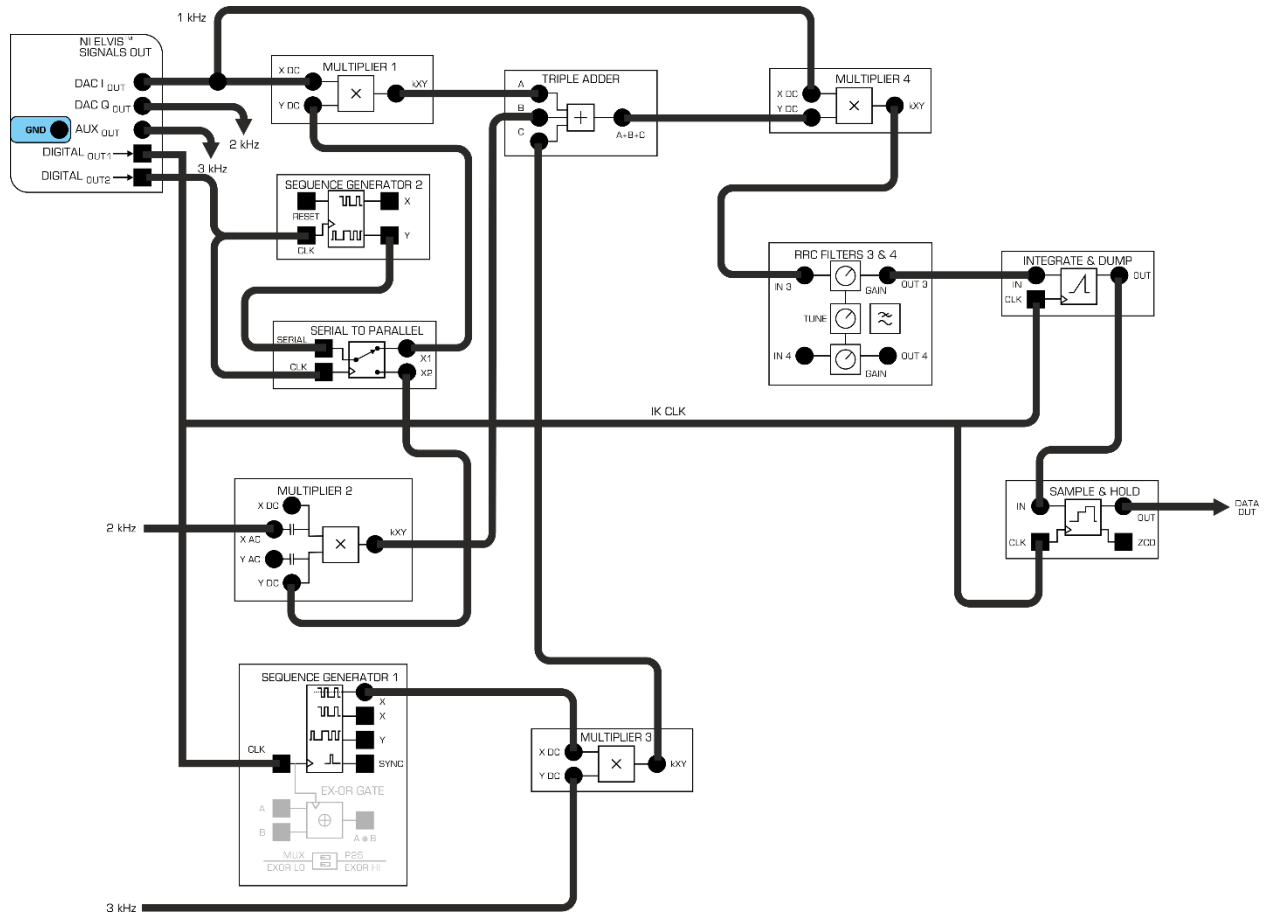 1 kHz
NI ELVIS ™
SIGNALS OUT
DAC I OUT
DAC Q OUT
GND AUX OUT
DIGITAL OUT1
DIGITAL OUT2
2 kHz
3 kHz
MULTIPLIER 1
X DC
Y DC
kXY
×
TRIPLE ADDER
A
B
C
+
A+B+C
MULTIPLIER 4
X DC
Y DC
kXY
×
SEQUENCE GENERATOR 2
RESET
X
CLK
Y
RRC FILTERS 3 & 4
IN 3
GAIN
OUT 3
TUNE
IN 4
GAIN
OUT 4
INTEGRATE & DUMP
IN
OUT
CLK
SERIAL TO PARALLEL
SERIAL
X1
CLK
X2
IK CLK
MULTIPLIER 2
X DC
X AC
Y AC
Y DC
kXY
×
2 kHz
SAMPLE & HOLD
IN
OUT
CLK
ZCD
DATA
OUT
SEQUENCE GENERATOR 1
X
X
Y
CLK
SYNC
EX-OR GATE
A
B
A⊕B
MUX
P2S
EXOR LO
EXOR HI
MULTIPLIER 3
X DC
Y DC
kXY
×
3 kHz